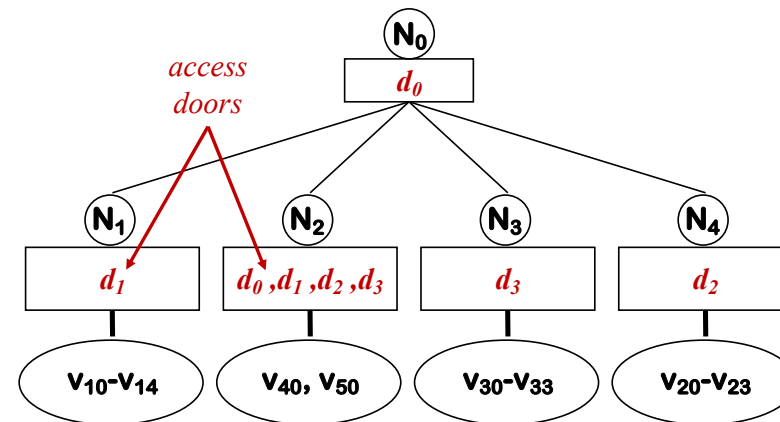 N₀
access
doors
d₀
N₁
N₂
N₃
N₄
d₁
d₀ ,d₁ ,d₂ ,d₃
d₃
d₂
v₁₀-v₁₄
v₄₀, v₅₀
v₃₀-v₃₃
v₂₀-v₂₃